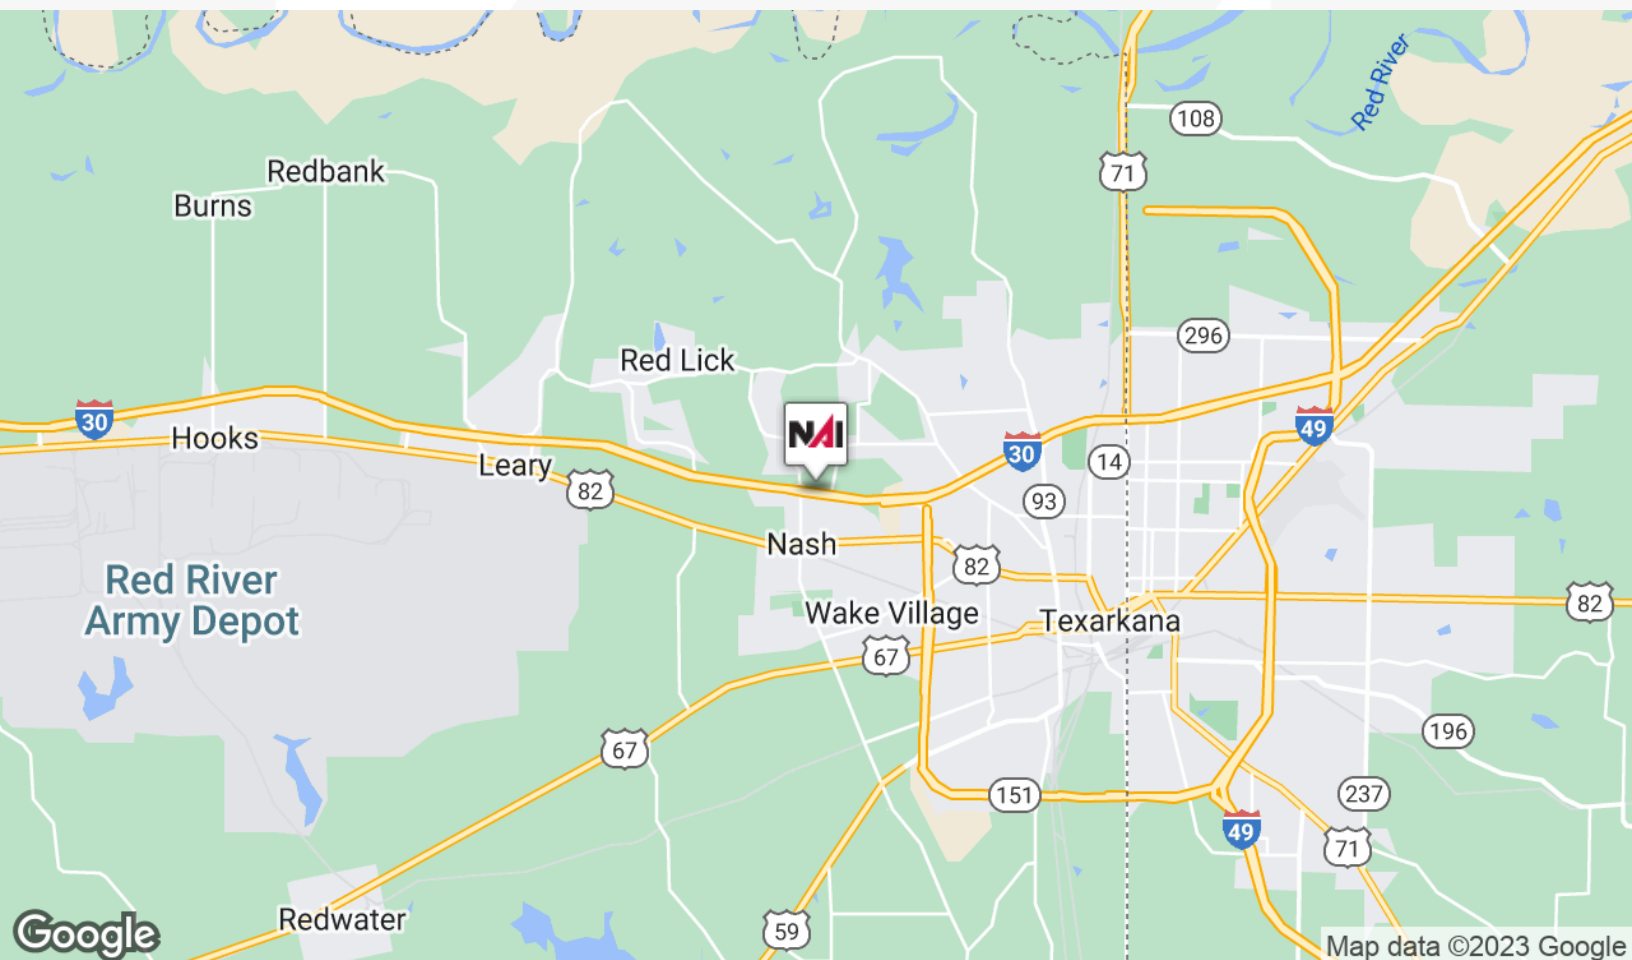 Red River
108
71
Redbank
Burns
296
Red Lick
30
Hooks
NAI
49
30
14
Leary
82
93
Nash
82
Red River
Army Depot
82
Wake Village
Texarkana
67
196
67
151
237
49
71
Redwater
59
Google
Map data ©2023 Google